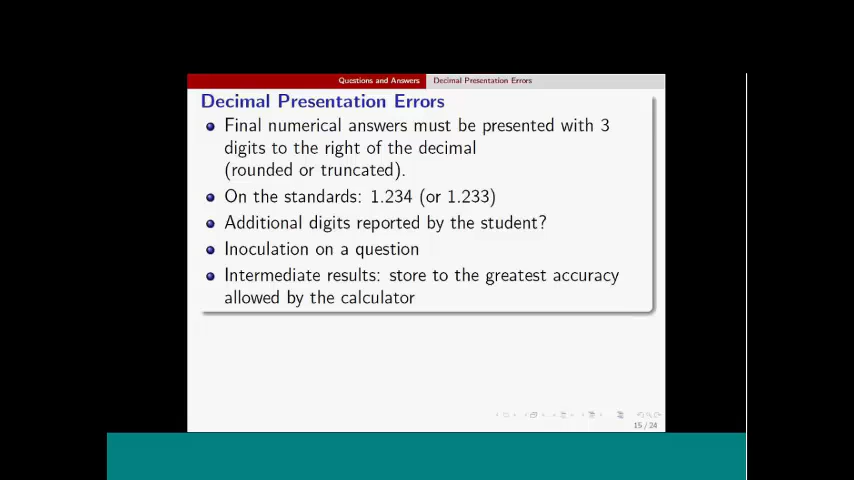 Questions and Answers Decimal Presentation Errors
Decimal Presentation Errors
Final numerical answers must be presented with 3
digits to the right of the decimal
(rounded or truncated).
On the standards: 1.234 (or 1.233)
Additional digits reported by the student?
Inoculation on a question
Intermediate results: store to the greatest accuracy
allowed by the calculator
15 / 24